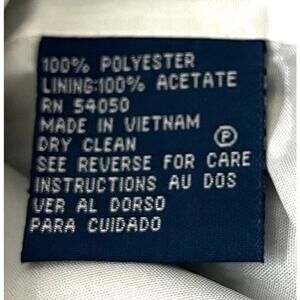 100% POLYESTER
LINING:100% ACETATE
RN 54050
MADE IN VIETNAM
DRY CLEAN Ⓟ
SEE REVERSE FOR CARE
INSTRUCTIONS AU DOS
VER AL DORSO
PARA CUIDADO